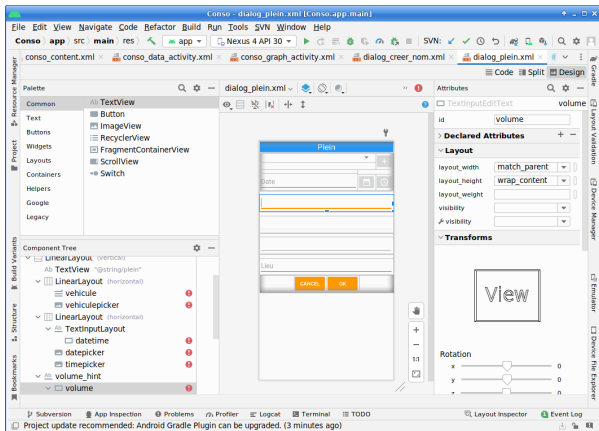 Conso - dialog_plein.xml [Conso.app.main]
File Edit View Navigate Code Refactor Build Run Tools SVN Window Help
Conso app src main res app Nexus 4 API 30 SVN:
conso_content.xml conso_data_activity.xml conso_graph_activity.xml dialog_creer_nom.xml dialog_plein.xml
Code Split Design
Palette
Common
Text
Buttons
Widgets
Layouts
Containers
Helpers
Google
Legacy
Ab TextView
Button
ImageView
RecyclerView
FragmentContainerView
ScrollView
Switch
Component Tree
LinearLayout (vertical)
Ab TextView "@string/plein"
LinearLayout (horizontal)
vehicule
vehiculepicker
LinearLayout (horizontal)
Ab TextInputLayout
datetime
datepicker
timepicker
Ab volume_hint
volume
dialog_plein.xml
Plein
Date
Lieu
CANCEL OK
1:1
Attributes
TextInputEditText volume
id volume
Declared Attributes
Layout
layout_width match_parent
layout_height wrap_content
layout_weight
visibility
visibility
Transforms
View
Rotation
x 0
y 0
z 0
Resource Manager
Project
Build Variants
Structure
Bookmarks
Gradle
Layout Validation
Device Manager
Emulator
Device File Explorer
Subversion App Inspection Problems Profiler Logcat Terminal TODO Layout Inspector Event Log
Project update recommended: Android Gradle Plugin can be upgraded. (3 minutes ago)